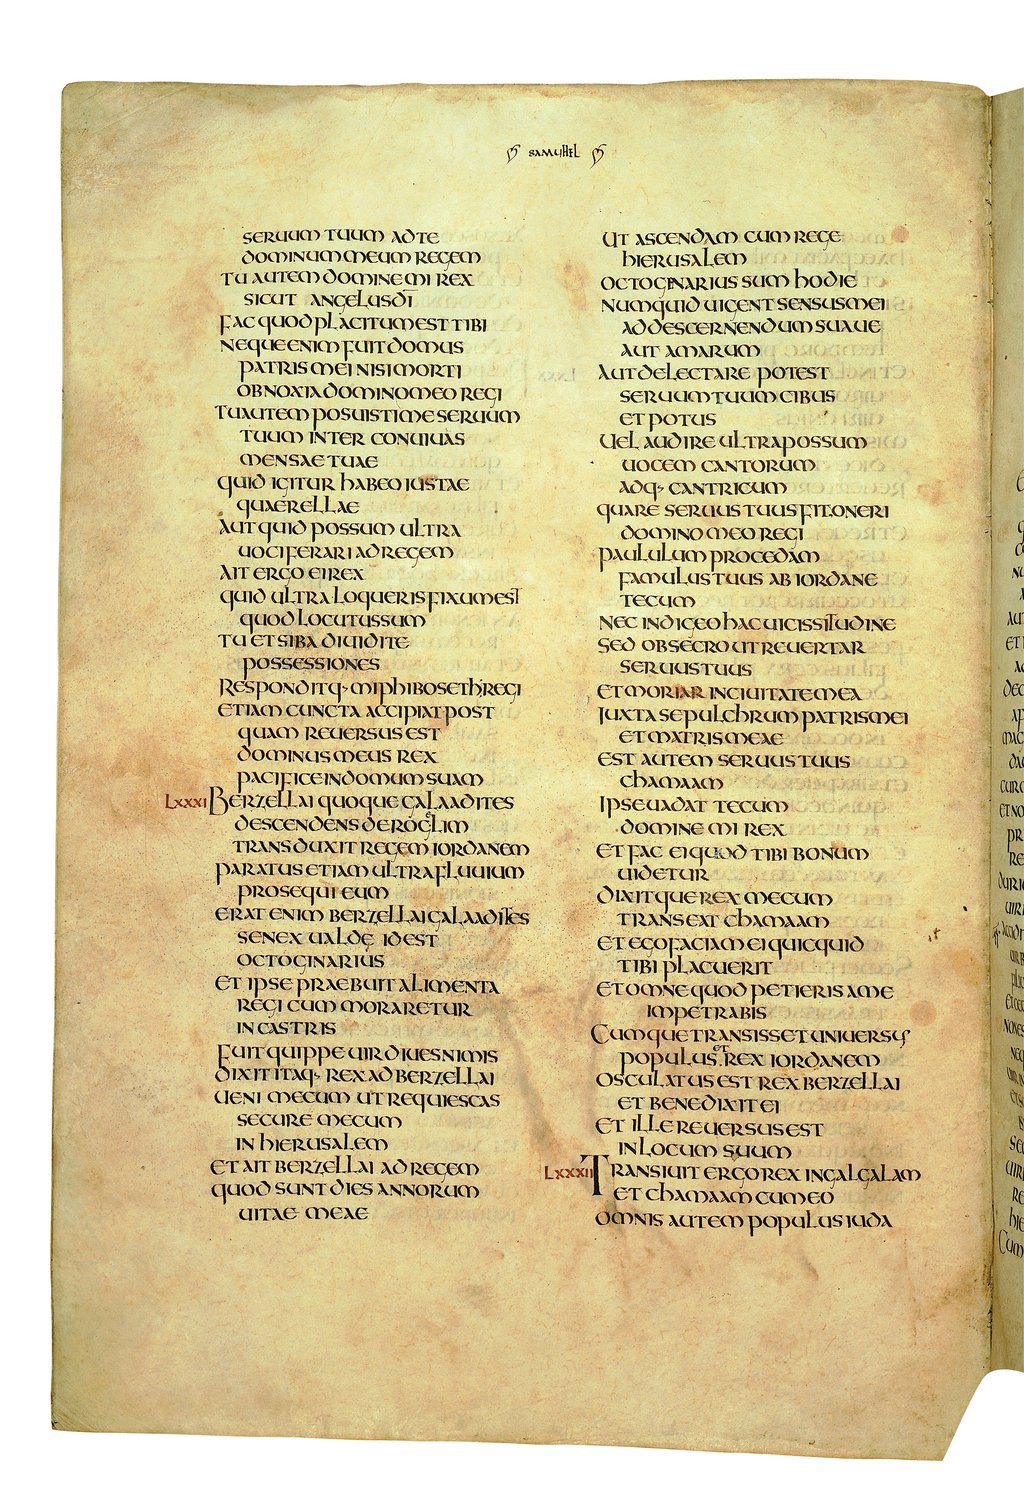 SAMUHEL
SERUUM TUUM AD TE
DOMINUM MEUM REGEM
TU AUTEM DOMINE MI REX
SICUT ANGELUS DI
FAC QUOD PLACITUM EST TIBI
NEQUE ENIM FUIT DOMUS
PATRIS MEI NISI MORTI
OBNOXIA DOMINO MEO REGI
TU AUTEM POSUISTI ME SERUUM
TUUM INTER CONUIUAS
MENSAE TUAE
QUID IGITUR HABEO IUSTAE
QUAERELLAE
AUT QUID POSSUM ULTRA
UOCIFERARI AD REGEM
AIT ERGO EI REX
QUID ULTRA LOQUERIS FIXUM EST
QUOD LOCUTUS SUM
TU ET SIBA DIUIDITE
POSSESSIONES
RESPONDITQ· MIPHIBOSETH REGI
ETIAM CUNCTA ACCIPIAT POST
QUAM REUERSUS EST
DOMINUS MEUS REX
PACIFICE IN DOMUM SUAM
LXXXI BERZELLAI QUOQUE GALAADITES
DESCENDENS DE ROGELIM
TRANSDUXIT REGEM IORDANEM
PARATUS ETIAM ULTRA FLUUIUM
PROSEQUI EUM
ERAT ENIM BERZELLAI GALAADITES
SENEX UALDE ID EST
OCTOGINARIUS
ET IPSE PRAEBUIT ALIMENTA
REGI CUM MORARETUR
IN CASTRIS
FUIT QUIPPE UIR DIUES NIMIS
DIXIT ITAQ· REX AD BERZELLAI
UENI MECUM UT REQUIESCAS
SECURE MECUM
IN HIERUSALEM
ET AIT BERZELLAI AD REGEM
QUOD SUNT DIES ANNORUM
UITAE MEAE
UT ASCENDAM CUM REGE
HIERUSALEM
OCTOGINARIUS SUM HODIE
NUMQUID UIGENT SENSUS MEI
AD DESCERNENDUM SUAUE
AUT AMARUM
AUT DELECTARE POTEST
SERUUM TUUM CIBUS
ET POTUS
UEL AUDIRE ULTRA POSSUM
UOCEM CANTORUM
ADQ· CANTRICUM
QUARE SERUUS TUUS FIT ONERI
DOMINO MEO REGI
PAULULUM PROCEDAM
FAMULUS TUUS AB IORDANE
TECUM
NEC INDIGEO HAC UICISSITUDINE
SED OBSECRO UT REUERTAR
SERUUS TUUS
ET MORIAR IN CIUITATE MEA
IUXTA SEPULCHRUM PATRIS MEI
ET MATRIS MEAE
EST AUTEM SERUUS TUUS
CHAMAAM
IPSE UADAT TECUM
DOMINE MI REX
ET FAC EI QUOD TIBI BONUM
UIDETUR
DIXITQUE REX MECUM
TRANSEAT CHAMAAM
ET EGO FACIAM EI QUICQUID
TIBI PLACUERIT
ET OMNE QUOD PETIERIS A ME
IMPETRABIS
CUMQUE TRANSISSET UNIUERSUS
POPULUS ET REX IORDANEM
OSCULATUS EST REX BERZELLAI
ET BENEDIXIT EI
ET ILLE REUERSUS EST
IN LOCUM SUUM
LXXXII TRANSIUIT ERGO REX IN GALGALAM
ET CHAMAAM CUM EO
OMNIS AUTEM POPULUS IUDA